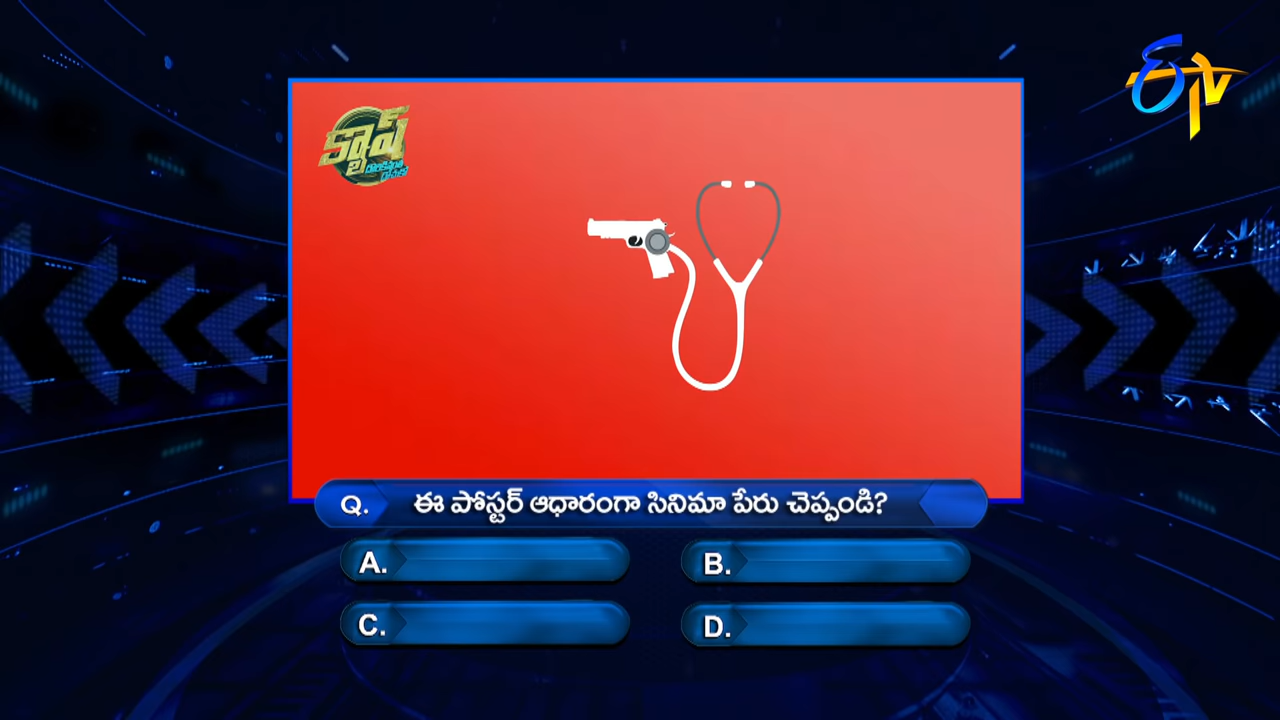 ETV
క్యాష్
దొరికినంత
దోచుకో
Q. ఈ పోస్టర్ ఆధారంగా సినిమా పేరు చెప్పండి?
A.
B.
C.
D.